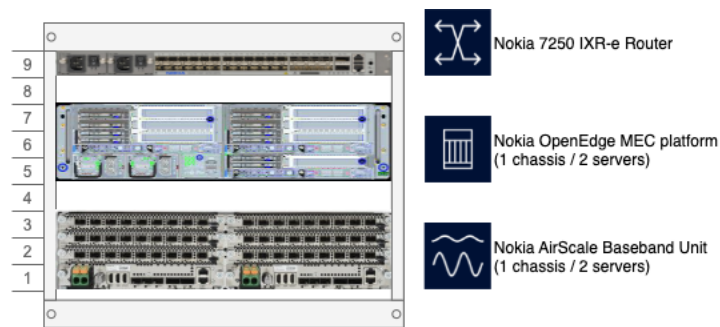 9
8
7
6
5
4
3
2
1
Nokia 7250 IXR-e Router
Nokia OpenEdge MEC platform
(1 chassis / 2 servers)
Nokia AirScale Baseband Unit
(1 chassis / 2 servers)